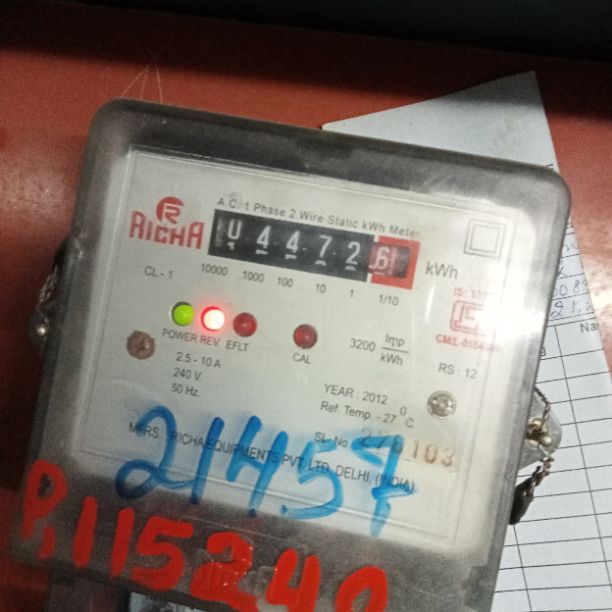 A.C. 1 Phase 2 Wire Static kWh Meter
RICHA
0 4 4 7 2 6
kWh
CL - 1
10000 1000 100 10 1 1/10
POWER REV EFLT
CAL
3200 Imp/kWh
CM/L-
RS : 12
2.5 - 10 A
240 V.
50 Hz.
YEAR . 2012
Ref. Temp. - 27 °C
SL. No. 103
MFRS. RICHA EQUIPMENTS PVT. LTD. DELHI, (INDIA)
21457
P,115240